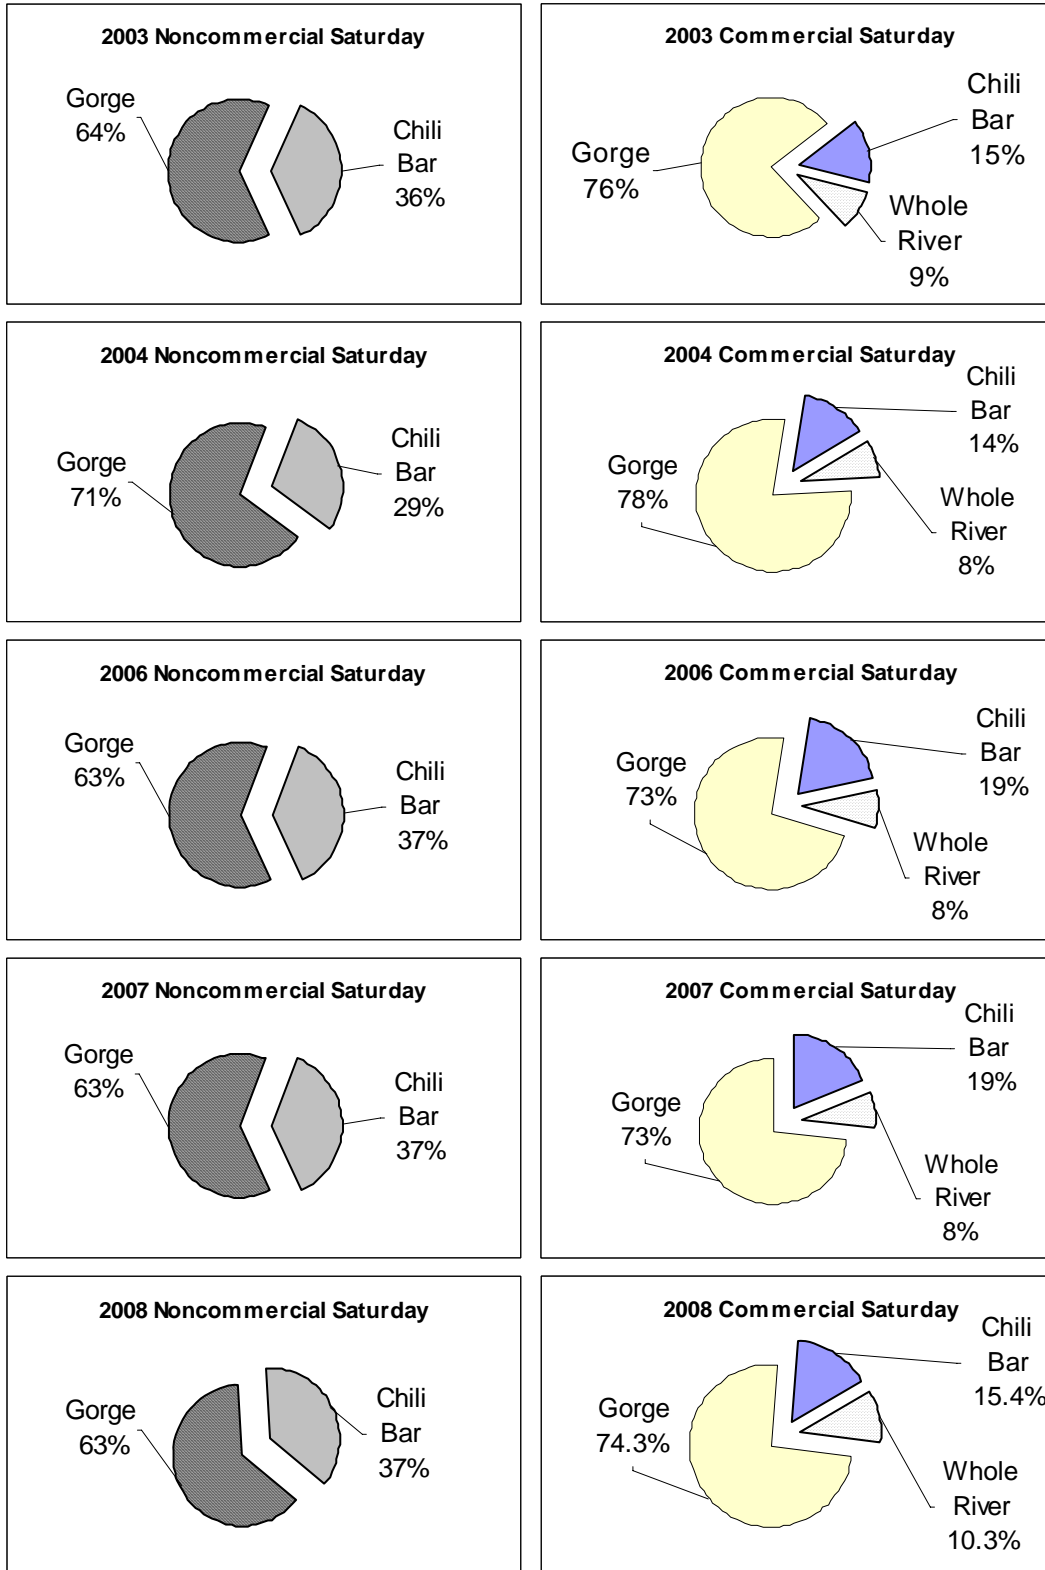 2003 Noncommercial Saturday
Gorge
64%
Chili
Bar
36%
2003 Commercial Saturday
Gorge
76%
Chili
Bar
15%
Whole
River
9%
2004 Noncommercial Saturday
Gorge
71%
Chili
Bar
29%
2004 Commercial Saturday
Gorge
78%
Chili
Bar
14%
Whole
River
8%
2006 Noncommercial Saturday
Gorge
63%
Chili
Bar
37%
2006 Commercial Saturday
Gorge
73%
Chili
Bar
19%
Whole
River
8%
2007 Noncommercial Saturday
Gorge
63%
Chili
Bar
37%
2007 Commercial Saturday
Gorge
73%
Chili
Bar
19%
Whole
River
8%
2008 Noncommercial Saturday
Gorge
63%
Chili
Bar
37%
2008 Commercial Saturday
Gorge
74.3%
Chili
Bar
15.4%
Whole
River
10.3%